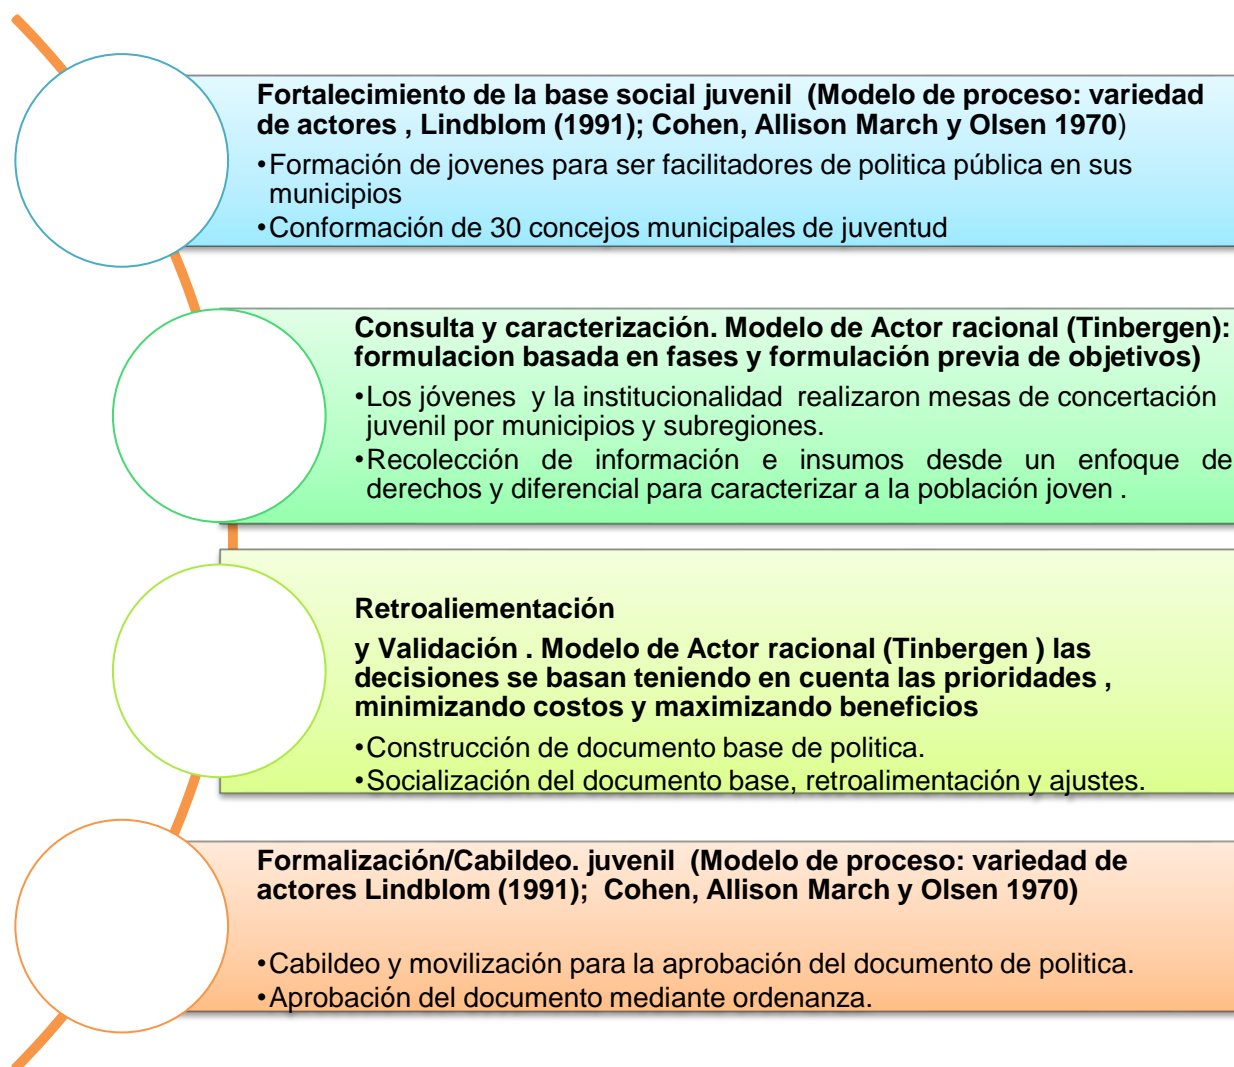 Fortalecimiento de la base social juvenil (Modelo de proceso: variedad
de actores , Lindblom (1991); Cohen, Allison March y Olsen 1970)
•Formación de jovenes para ser facilitadores de politica pública en sus
municipios
•Conformación de 30 concejos municipales de juventud
Consulta y caracterización. Modelo de Actor racional (Tinbergen):
formulacion basada en fases y formulación previa de objetivos)
•Los jóvenes y la institucionalidad realizaron mesas de concertación
juvenil por municipios y subregiones.
•Recolección de información e insumos desde un enfoque de
derechos y diferencial para caracterizar a la población joven .
Retroaliementación
y Validación . Modelo de Actor racional (Tinbergen ) las
decisiones se basan teniendo en cuenta las prioridades ,
minimizando costos y maximizando beneficios
•Construcción de documento base de politica.
•Socialización del documento base, retroalimentación y ajustes.
Formalización/Cabildeo. juvenil (Modelo de proceso: variedad de
actores Lindblom (1991); Cohen, Allison March y Olsen 1970)
•Cabildeo y movilización para la aprobación del documento de politica.
•Aprobación del documento mediante ordenanza.